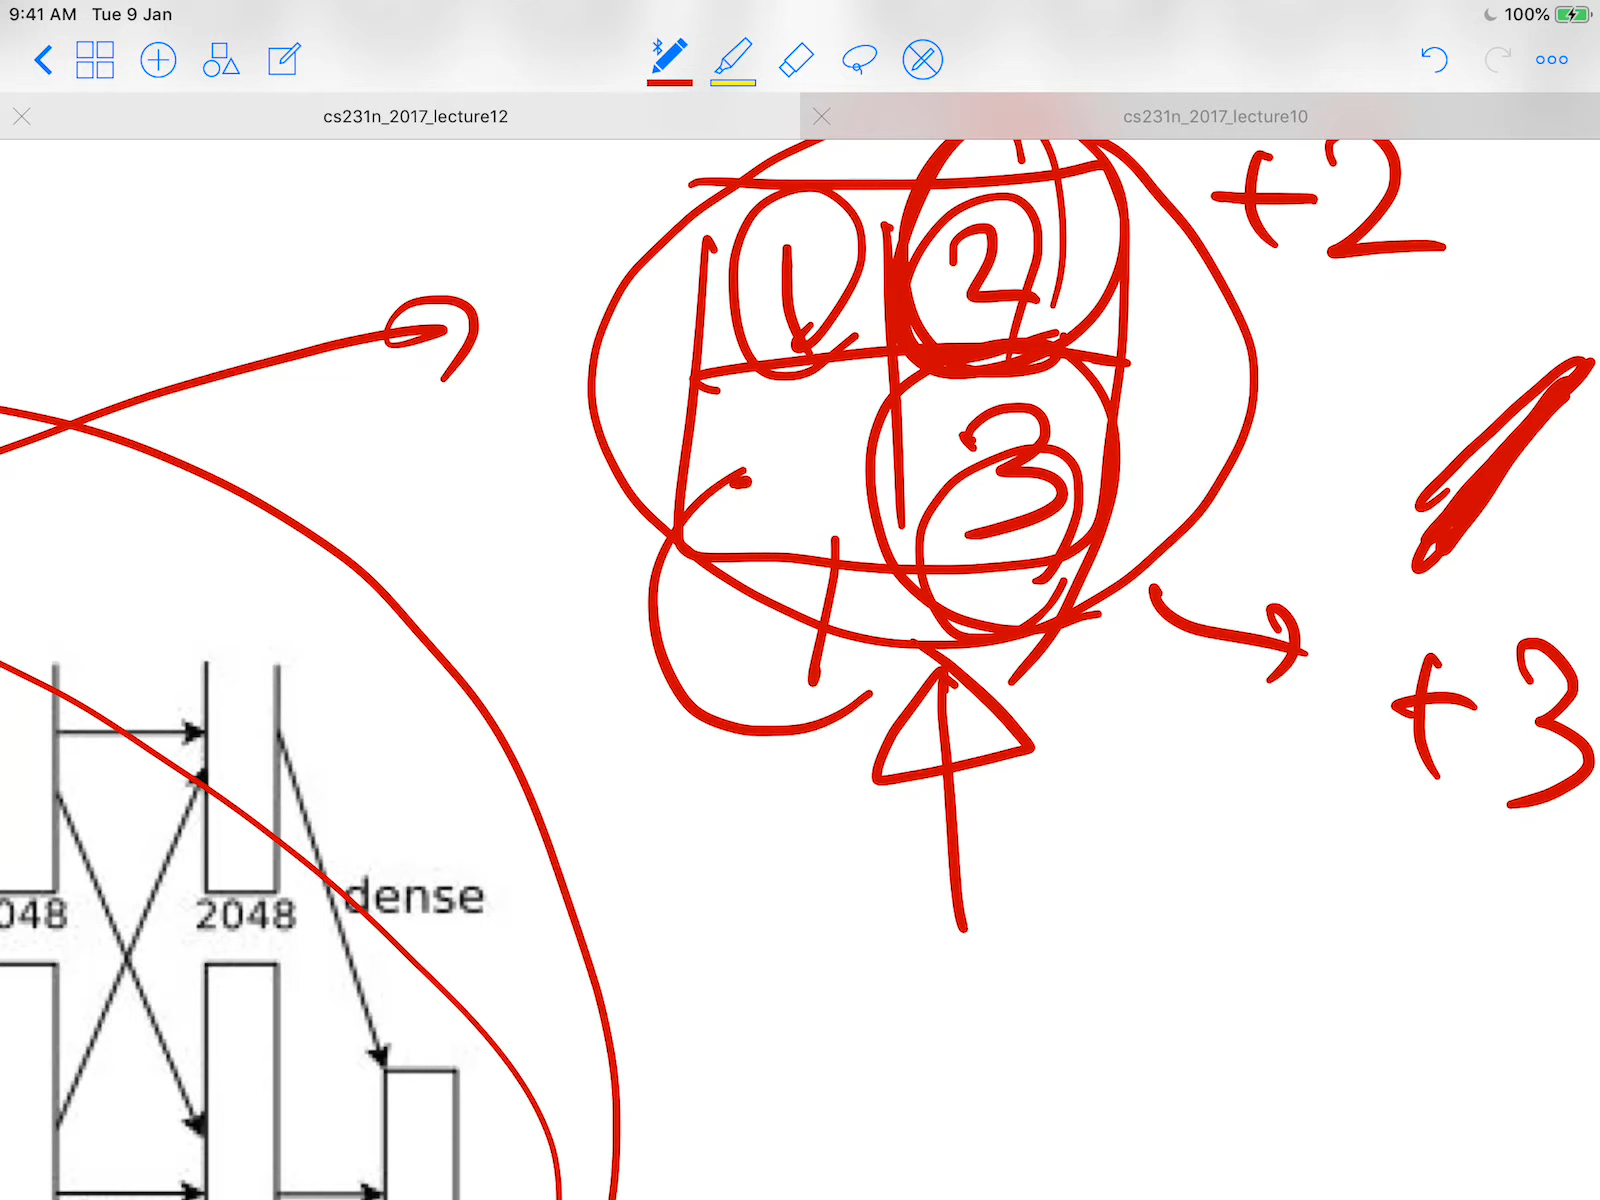 9:41 AM Tue 9 Jan 100%
cs231n_2017_lecture12 cs231n_2017_lecture10
+2
1 2
3
+3
dense
048 2048